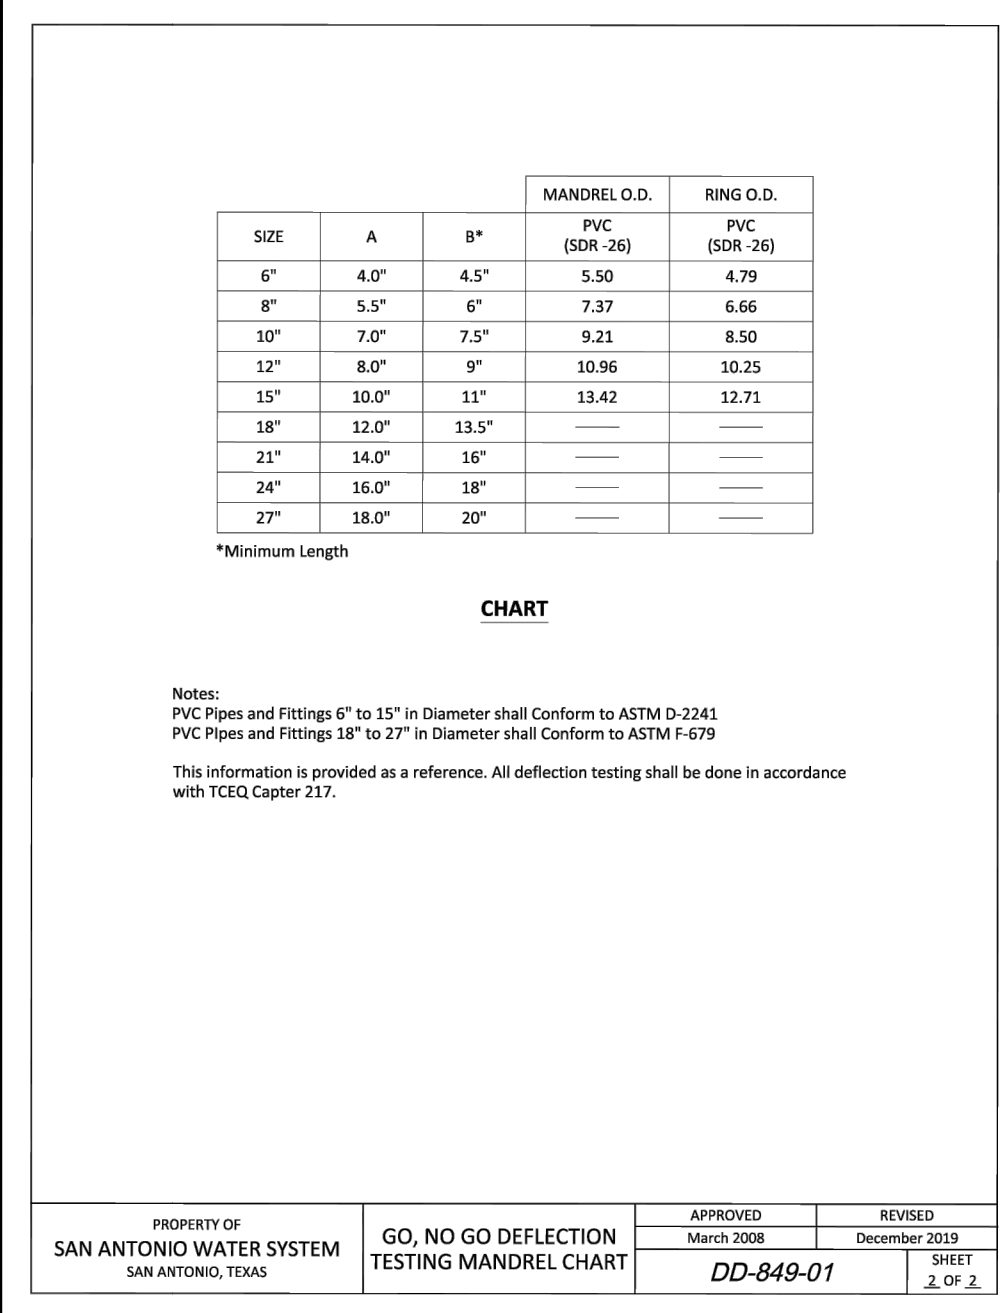 MANDREL O.D. RING O.D.
SIZE A B* PVC (SDR -26) PVC (SDR -26)
6" 4.0" 4.5" 5.50 4.79
8" 5.5" 6" 7.37 6.66
10" 7.0" 7.5" 9.21 8.50
12" 8.0" 9" 10.96 10.25
15" 10.0" 11" 13.42 12.71
18" 12.0" 13.5" —— ——
21" 14.0" 16" —— ——
24" 16.0" 18" —— ——
27" 18.0" 20" —— ——
*Minimum Length
CHART
Notes:
PVC Pipes and Fittings 6" to 15" in Diameter shall Conform to ASTM D-2241
PVC PIpes and Fittings 18" to 27" in Diameter shall Conform to ASTM F-679
This information is provided as a reference. All deflection testing shall be done in accordance
with TCEQ Capter 217.
PROPERTY OF
SAN ANTONIO WATER SYSTEM
SAN ANTONIO, TEXAS
GO, NO GO DEFLECTION
TESTING MANDREL CHART
APPROVED
March 2008
REVISED
December 2019
DD-849-01
SHEET
2 OF 2